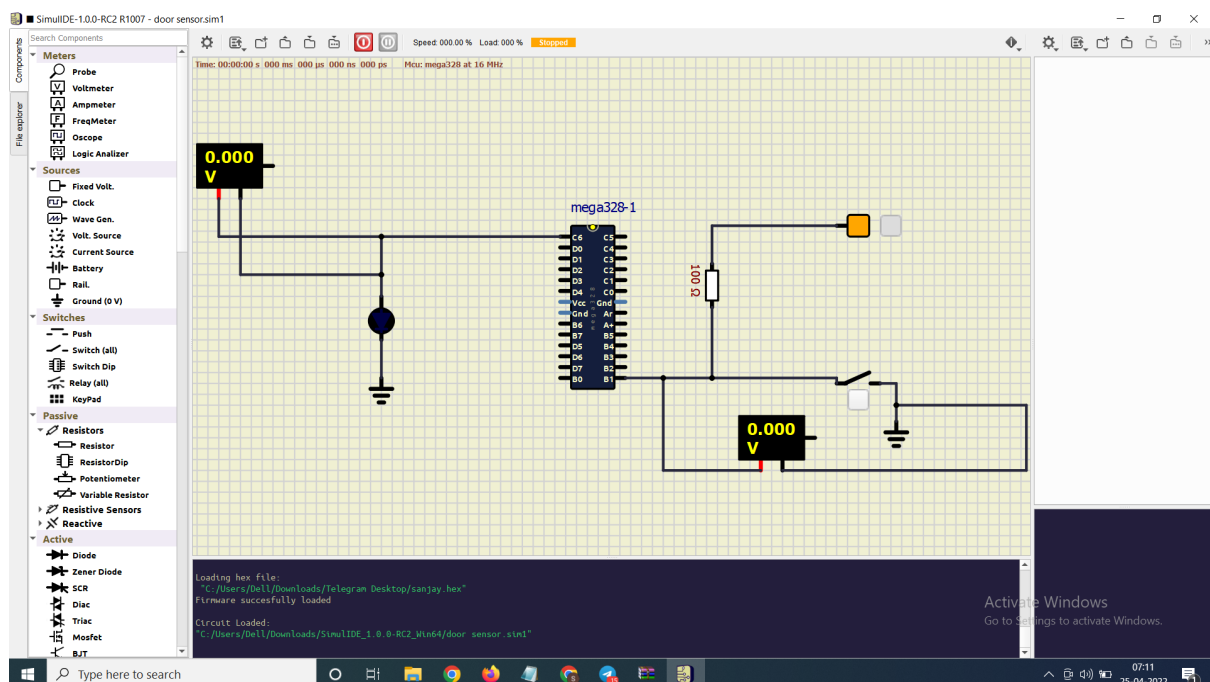 SimulIDE-1.0.0-RC2 R1007 - door sensor.sim1
Components
File explorer
Search Components
Meters
Probe
Voltmeter
Ampmeter
FreqMeter
Oscope
Logic Analizer
Sources
Fixed Volt.
Clock
Wave Gen.
Volt. Source
Current Source
Battery
Rail.
Ground (0 V)
Switches
Push
Switch (all)
Switch Dip
Relay (all)
KeyPad
Passive
Resistors
Resistor
ResistorDip
Potentiometer
Variable Resistor
Resistive Sensors
Reactive
Active
Diode
Zener Diode
SCR
Diac
Triac
Mosfet
BJT
Speed: 000.00 % Load: 000 % Stopped
Time: 00:00:00 s 000 ms 000 µs 000 ns 000 ps Mcu: mega328 at 16 MHz
0.000
V
mega328-1
C6 C5
D0 C4
D1 C3
D2 C2
D3 C1
D4 C0
Vcc Gnd
Gnd Ar
B6 A+
B7 B5
D5 B4
D6 B3
D7 B2
B0 B1
100 Ω
0.000
V
Loading hex file:
"C:/Users/Dell/Downloads/Telegram Desktop/sanjay.hex"
Firmware succesfully loaded
Circuit Loaded:
"C:/Users/Dell/Downloads/SimulIDE_1.0.0-RC2_Win64/door sensor.sim1"
Activate Windows
Go to Settings to activate Windows.
Type here to search
07:11
25-04-2022